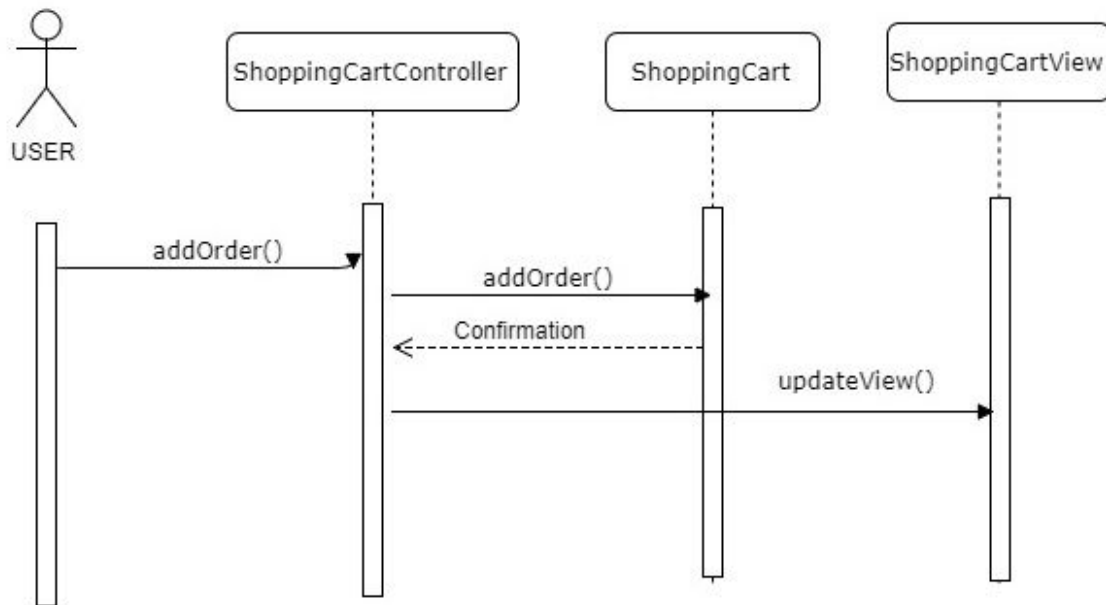 ShoppingCartController
ShoppingCart
ShoppingCartView
USER
addOrder()
addOrder()
Confirmation
updateView()